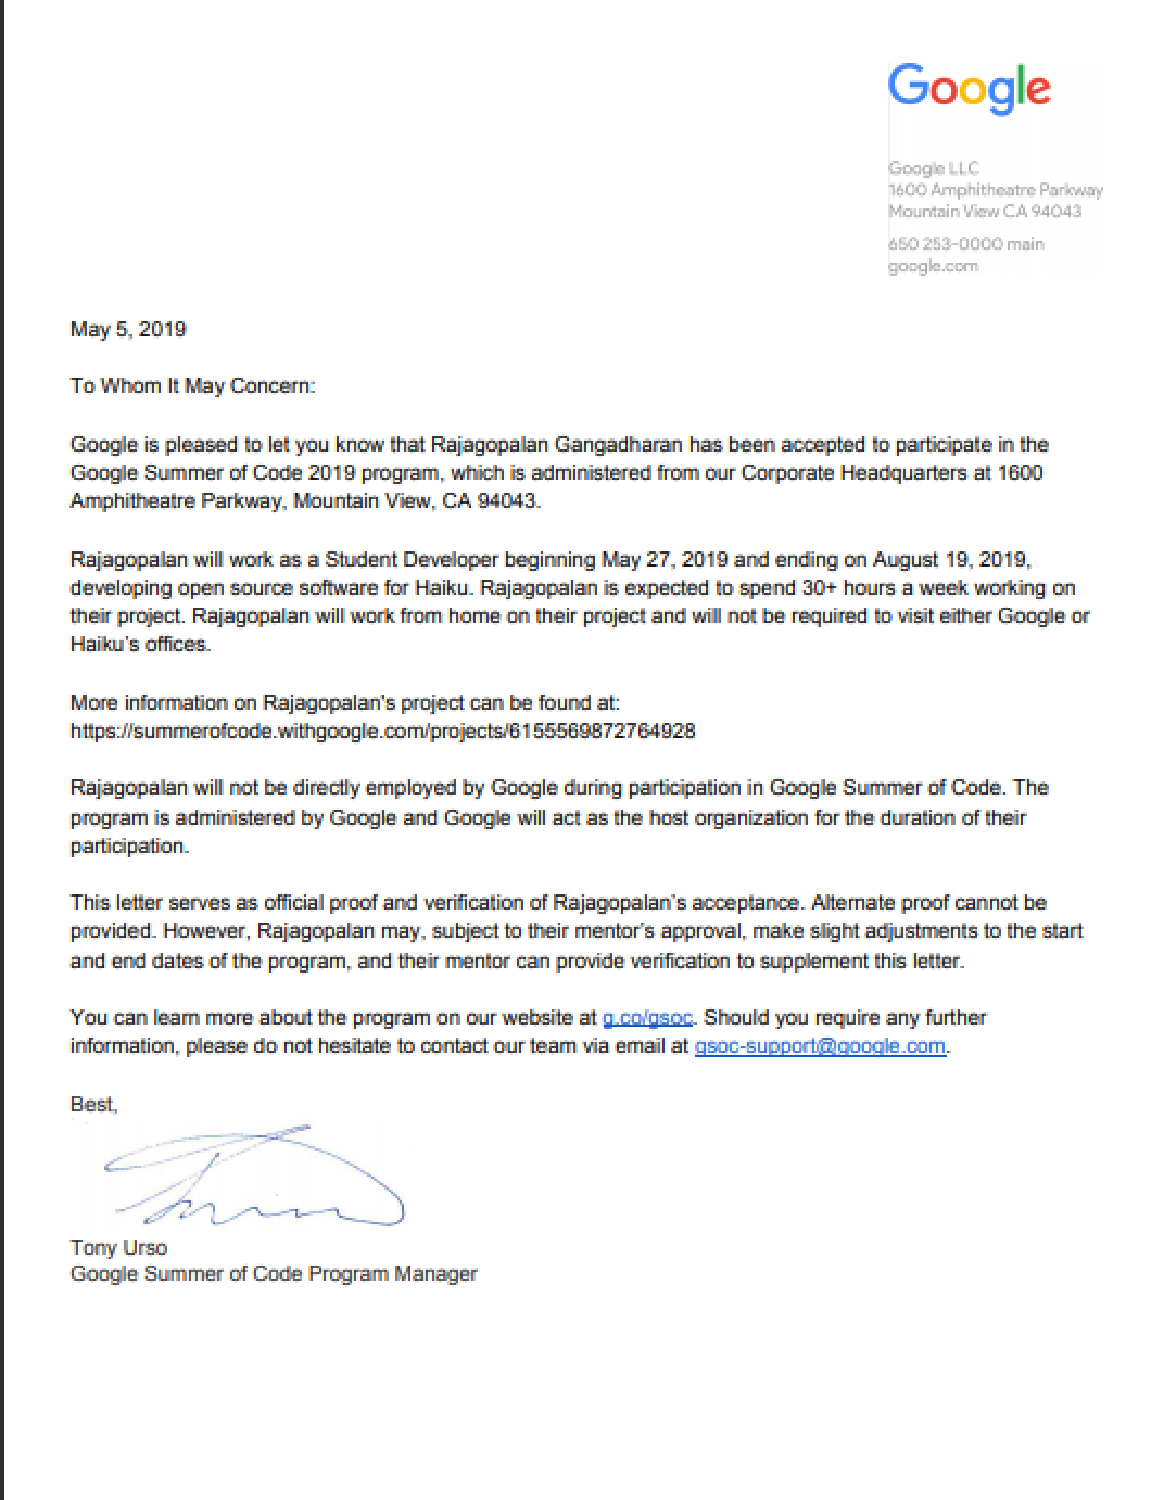 Google
Google LLC
1600 Amphitheatre Parkway
Mountain View CA 94043
650 253-0000 main
google.com
May 5, 2019
To Whom It May Concern:
Google is pleased to let you know that Rajagopalan Gangadharan has been accepted to participate in the
Google Summer of Code 2019 program, which is administered from our Corporate Headquarters at 1600
Amphitheatre Parkway, Mountain View, CA 94043.
Rajagopalan will work as a Student Developer beginning May 27, 2019 and ending on August 19, 2019,
developing open source software for Haiku. Rajagopalan is expected to spend 30+ hours a week working on
their project. Rajagopalan will work from home on their project and will not be required to visit either Google or
Haiku's offices.
More information on Rajagopalan's project can be found at:
https://summerofcode.withgoogle.com/projects/6155569872764928
Rajagopalan will not be directly employed by Google during participation in Google Summer of Code. The
program is administered by Google and Google will act as the host organization for the duration of their
participation.
This letter serves as official proof and verification of Rajagopalan's acceptance. Alternate proof cannot be
provided. However, Rajagopalan may, subject to their mentor's approval, make slight adjustments to the start
and end dates of the program, and their mentor can provide verification to supplement this letter.
You can learn more about the program on our website at g.co/gsoc. Should you require any further
information, please do not hesitate to contact our team via email at gsoc-support@google.com.
Best,
Tony Urso
Google Summer of Code Program Manager